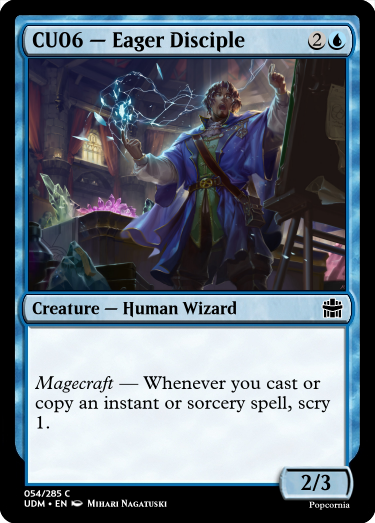 CU06 — Eager Disciple 2
Creature — Human Wizard
Magecraft — Whenever you cast or
copy an instant or sorcery spell, scry
1.
2/3
054/285 C
UDM • EN Mihari Nagatuski
Popcornia